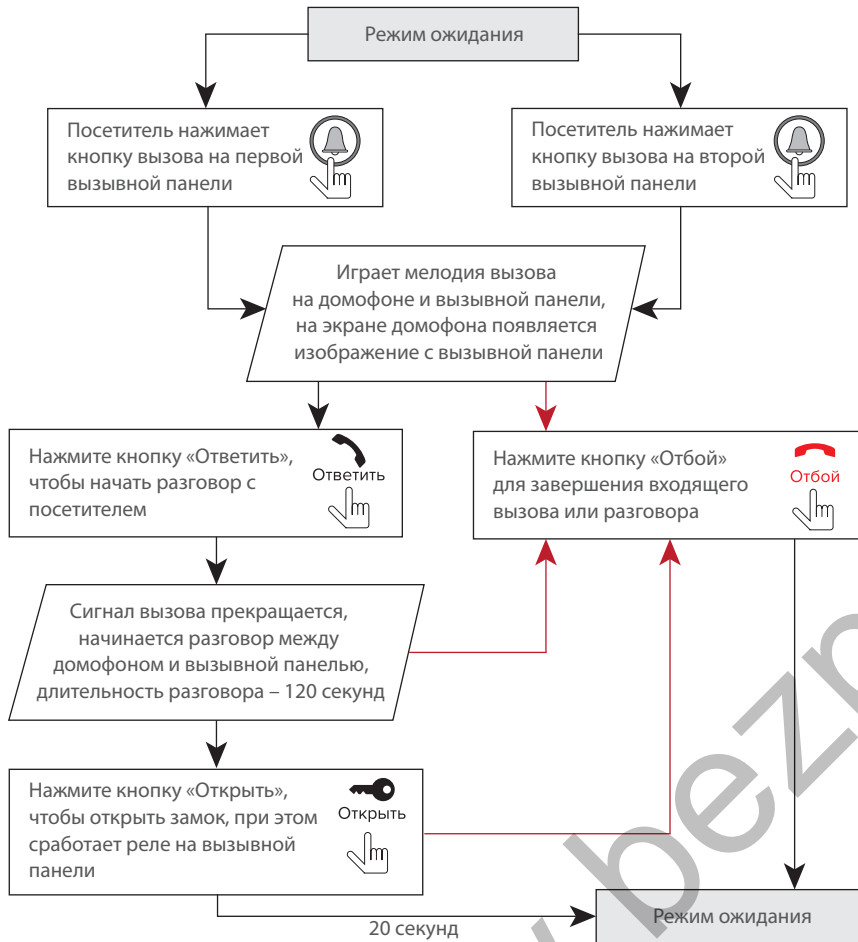 Режим ожидания
Посетитель нажимает
кнопку вызова на первой
вызывной панели
Посетитель нажимает
кнопку вызова на второй
вызывной панели
Играет мелодия вызова
на домофоне и вызывной панели,
на экране домофона появляется
изображение с вызывной панели
Нажмите кнопку «Ответить»,
чтобы начать разговор с
посетителем
Ответить
Нажмите кнопку «Отбой»
для завершения входящего
вызова или разговора
Отбой
Сигнал вызова прекращается,
начинается разговор между
домофоном и вызывной панелью,
длительность разговора – 120 секунд
Нажмите кнопку «Открыть»,
чтобы открыть замок, при этом
сработает реле на вызывной
панели
Открыть
20 секунд
Режим ожидания